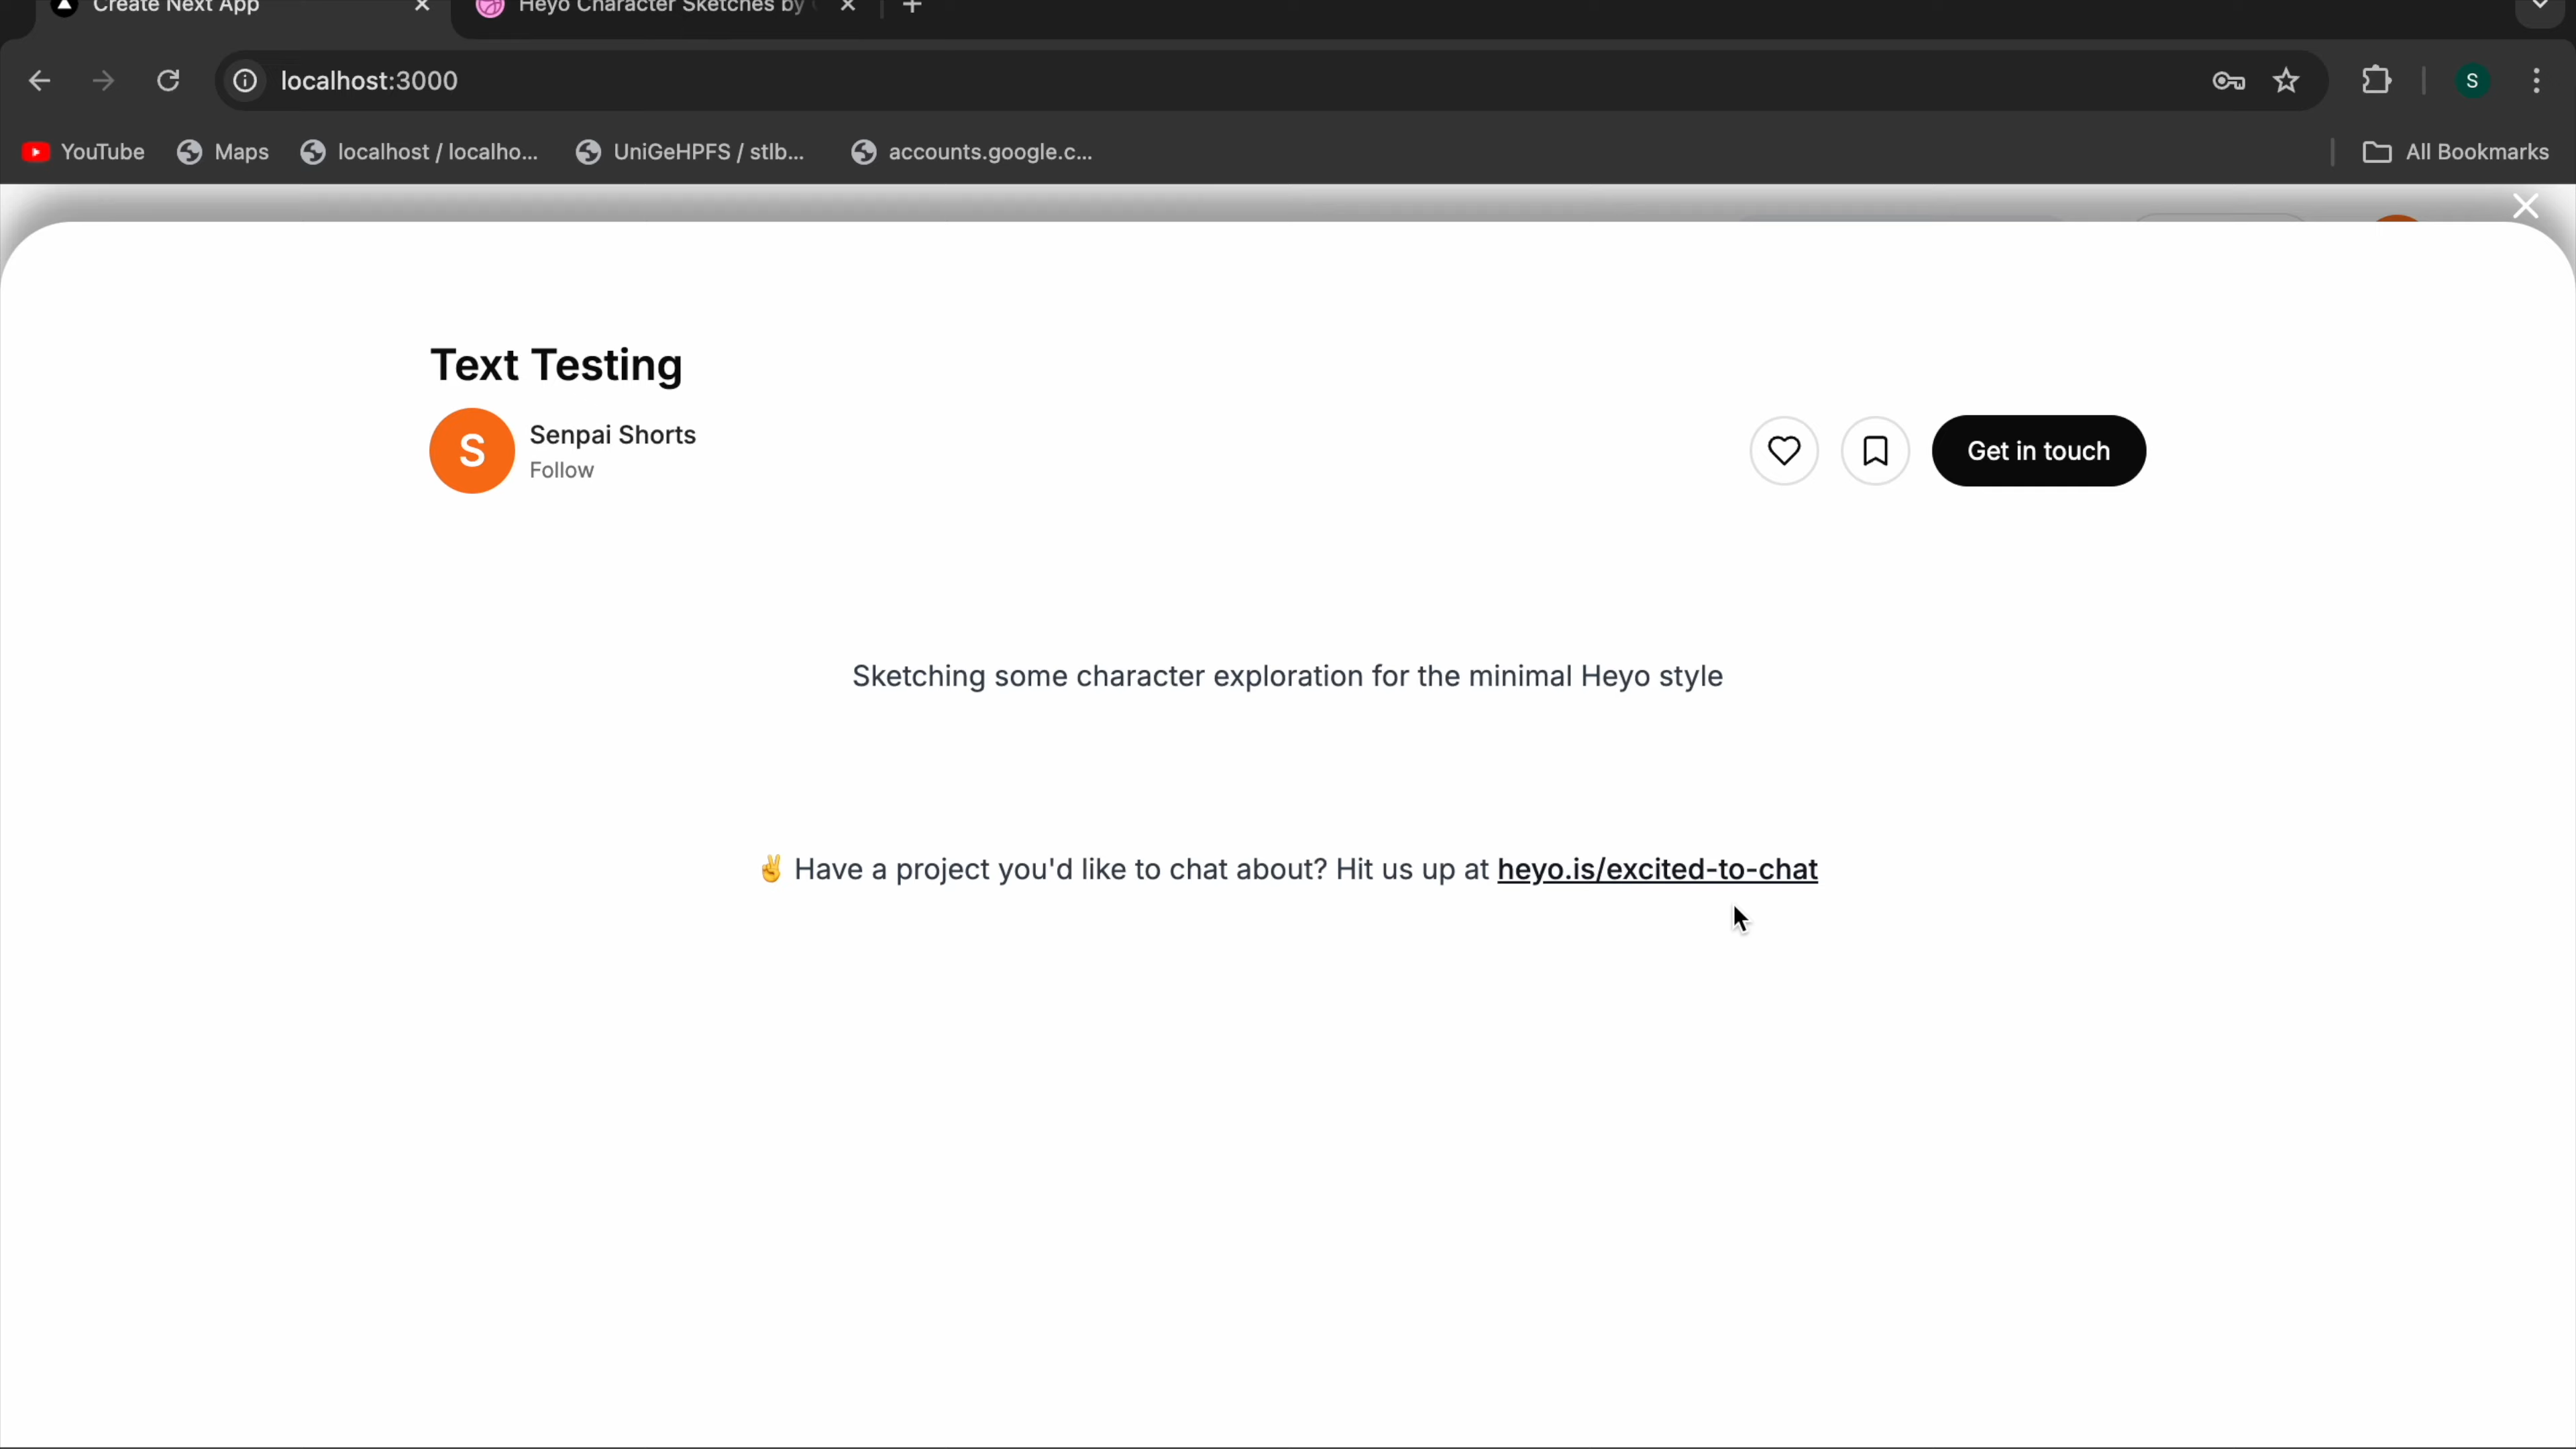 Create Next App
Heyo Character Sketches by
localhost:3000
S
YouTube
Maps
localhost / localho...
UniGeHPFS / stlb...
accounts.google.c...
All Bookmarks
Text Testing
S
Senpai Shorts
Follow
Get in touch
Sketching some character exploration for the minimal Heyo style
✌️ Have a project you'd like to chat about? Hit us up at heyo.is/excited-to-chat